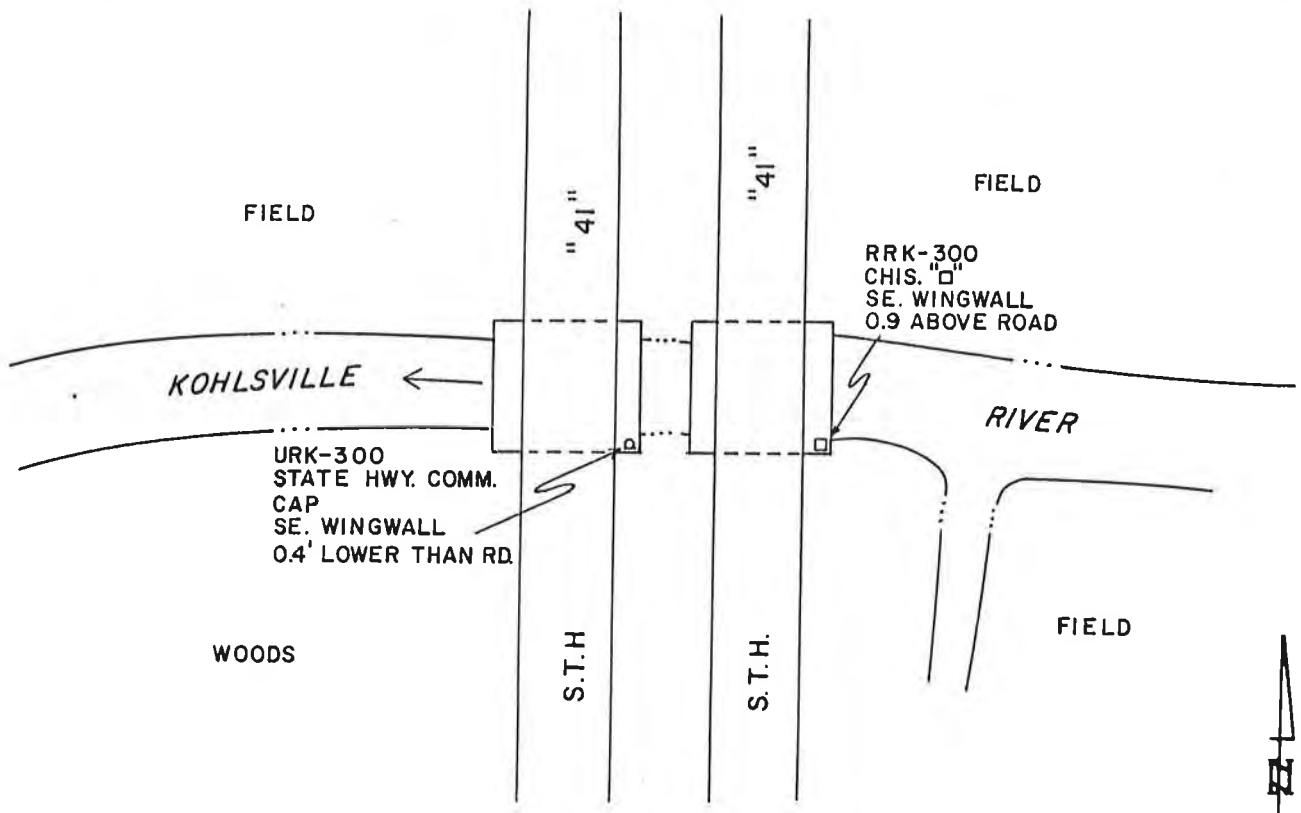 "41"
"41"
FIELD
FIELD
RRK-300
CHIS. "□"
SE. WINGWALL
0.9 ABOVE ROAD
KOHLSVILLE
RIVER
URK-300
STATE HWY. COMM.
CAP
SE. WINGWALL
0.4' LOWER THAN RD.
WOODS
S.T.H
S.T.H.
FIELD
N